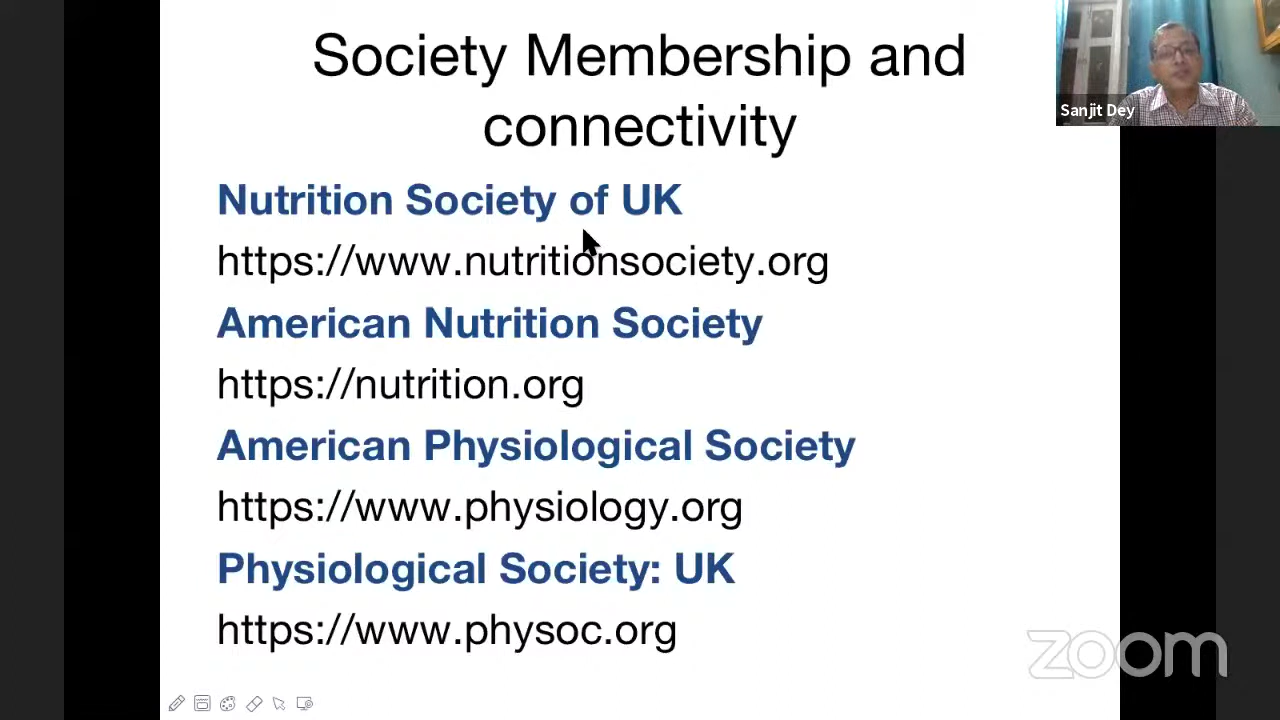 Society Membership and
connectivity
Sanjit Dey
Nutrition Society of UK
https://www.nutritionsociety.org
American Nutrition Society
https://nutrition.org
American Physiological Society
https://www.physiology.org
Physiological Society: UK
https://www.physoc.org
zoom